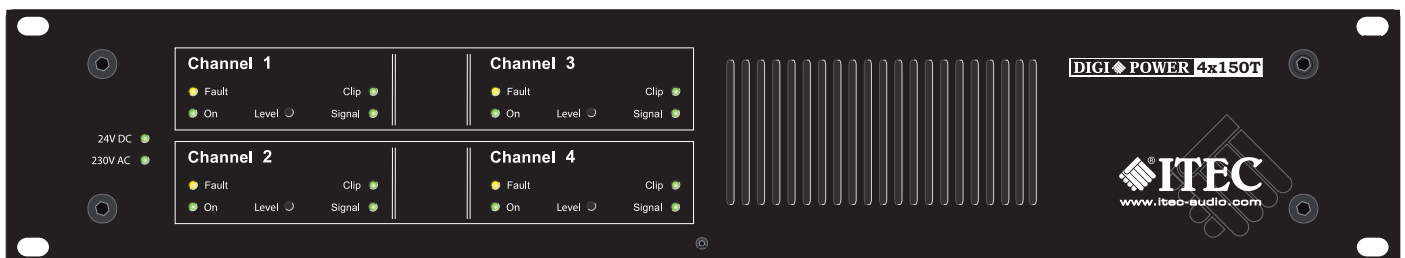 Channel 1
Fault Clip
On Level Signal
Channel 3
Fault Clip
On Level Signal
DIGI POWER 4x150T
24V DC
230V AC
Channel 2
Fault Clip
On Level Signal
Channel 4
Fault Clip
On Level Signal
®ITEC
www.itec-audio.com